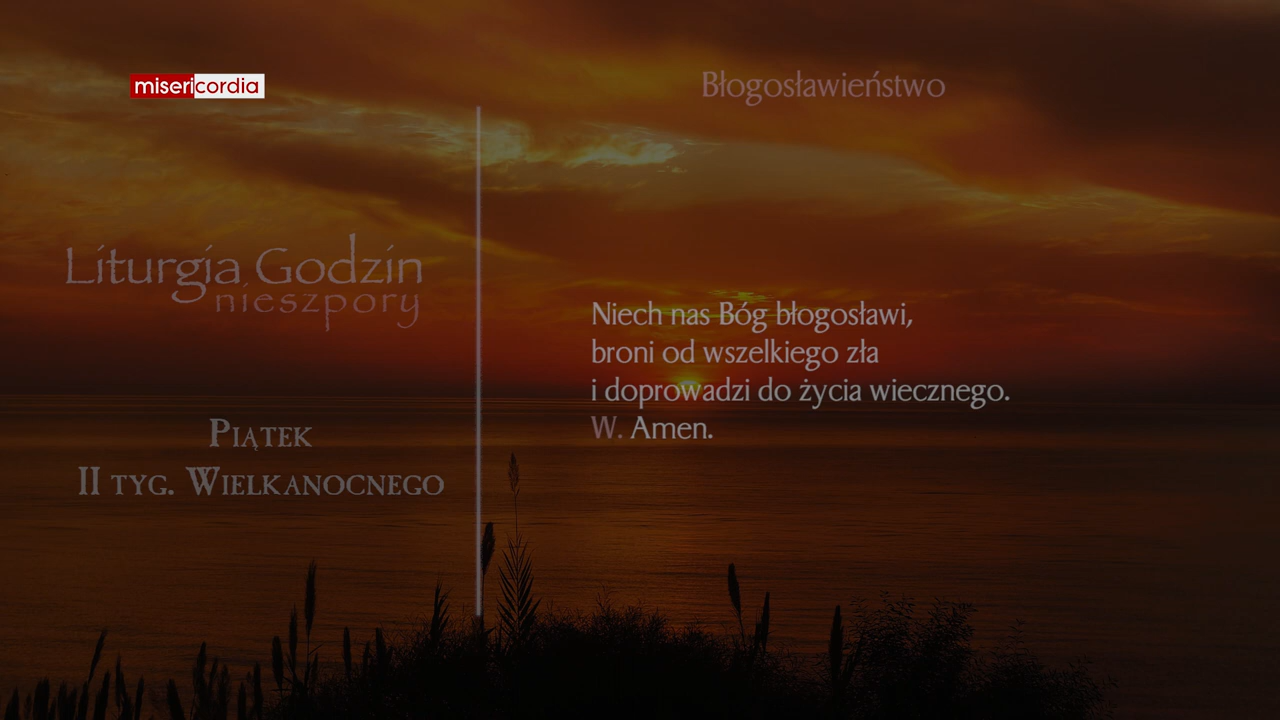 misericordia
Błogosławieństwo
Liturgia Godzin
nieszpory
Piątek
II tyg. Wielkanocnego
Niech nas Bóg błogosławi,
broni od wszelkiego zła
i doprowadzi do życia wiecznego.
W. Amen.